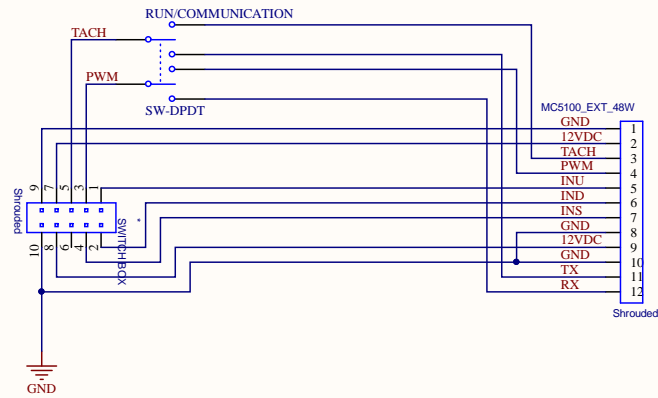 RUN/COMMUNICATION
TACH
PWM
SW-DPDT
MC5100_EXT_48W
GND 1
12VDC 2
TACH 3
PWM 4
INU 5
IND 6
INS 7
GND 8
12VDC 9
GND 10
TX 11
RX 12
Shrouded
9 7 5 3 1
Shrouded
SWITCH BOX
*
10 8 6 4 2
GND